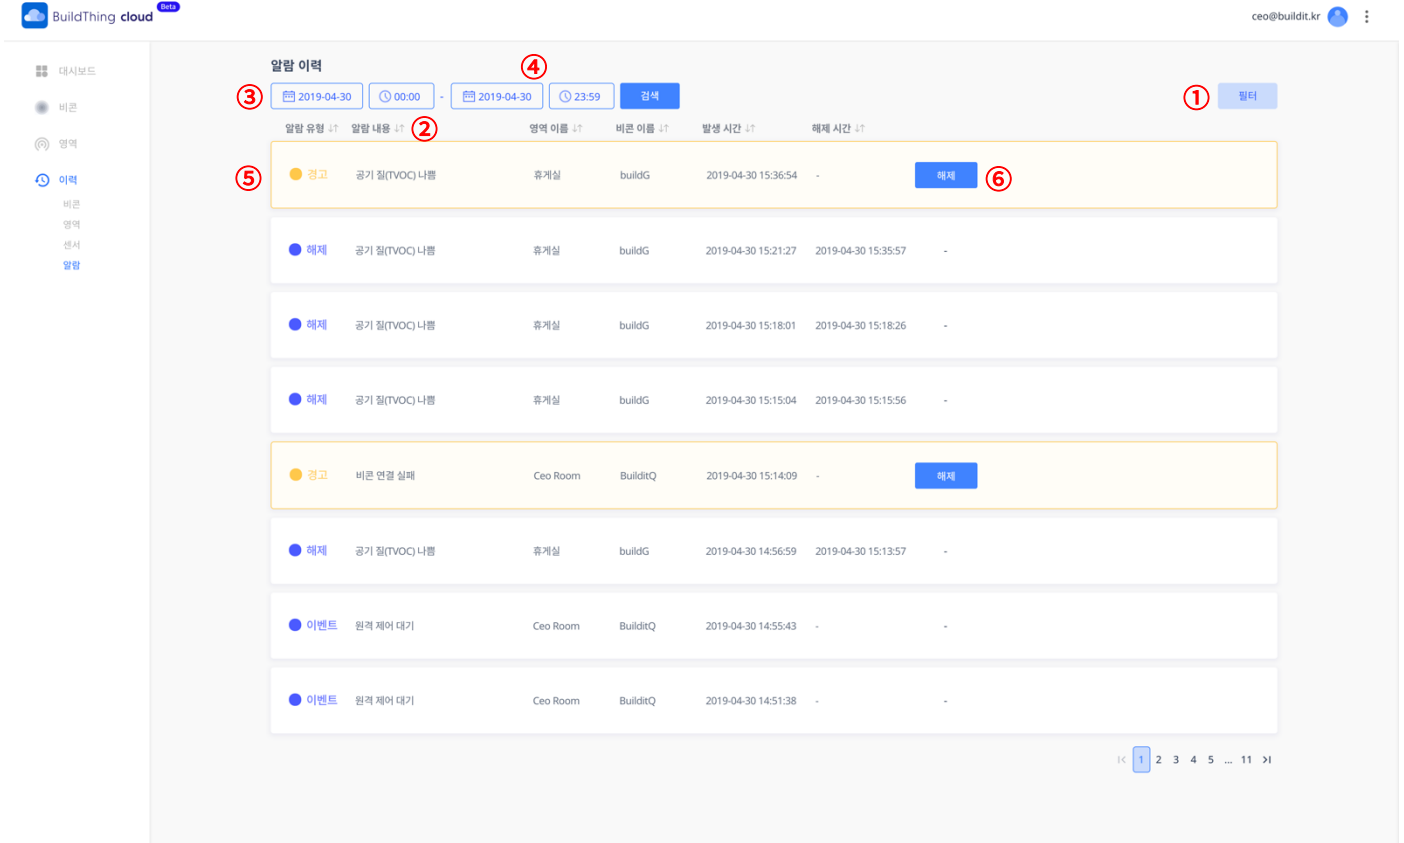 BuildThing cloud Beta
ceo@buildit.kr
대시보드
비콘
영역
이력
비콘
영역
센서
알람
알람 이력
④
③ 2019-04-30 00:00 - 2019-04-30 23:59 검색 ① 필터
알람 유형 ↓↑ 알람 내용 ↓↑ ② 영역 이름 ↓↑ 비콘 이름 ↓↑ 발생 시간 ↓↑ 해제 시간 ↓↑
⑤ 경고 공기 질(TVOC) 나쁨 휴게실 buildG 2019-04-30 15:36:54 - 해제 ⑥
해제 공기 질(TVOC) 나쁨 휴게실 buildG 2019-04-30 15:21:27 2019-04-30 15:35:57 -
해제 공기 질(TVOC) 나쁨 휴게실 buildG 2019-04-30 15:18:01 2019-04-30 15:18:26 -
해제 공기 질(TVOC) 나쁨 휴게실 buildG 2019-04-30 15:15:04 2019-04-30 15:15:56 -
경고 비콘 연결 실패 Ceo Room BuilditQ 2019-04-30 15:14:09 - 해제
해제 공기 질(TVOC) 나쁨 휴게실 buildG 2019-04-30 14:56:59 2019-04-30 15:13:57 -
이벤트 원격 제어 대기 Ceo Room BuilditQ 2019-04-30 14:55:43 - -
이벤트 원격 제어 대기 Ceo Room BuilditQ 2019-04-30 14:51:38 - -
1 2 3 4 5 ... 11